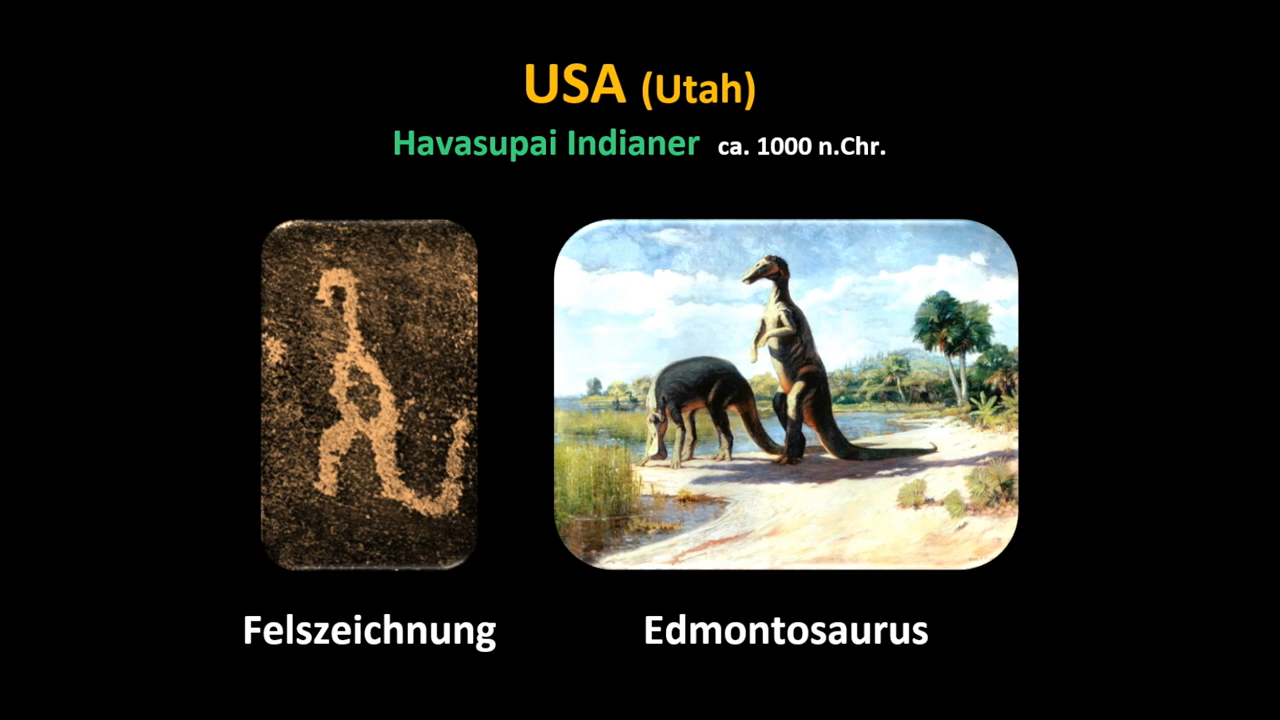 USA (Utah)
Havasupai Indianer ca. 1000 n.Chr.
Felszeichnung
Edmontosaurus